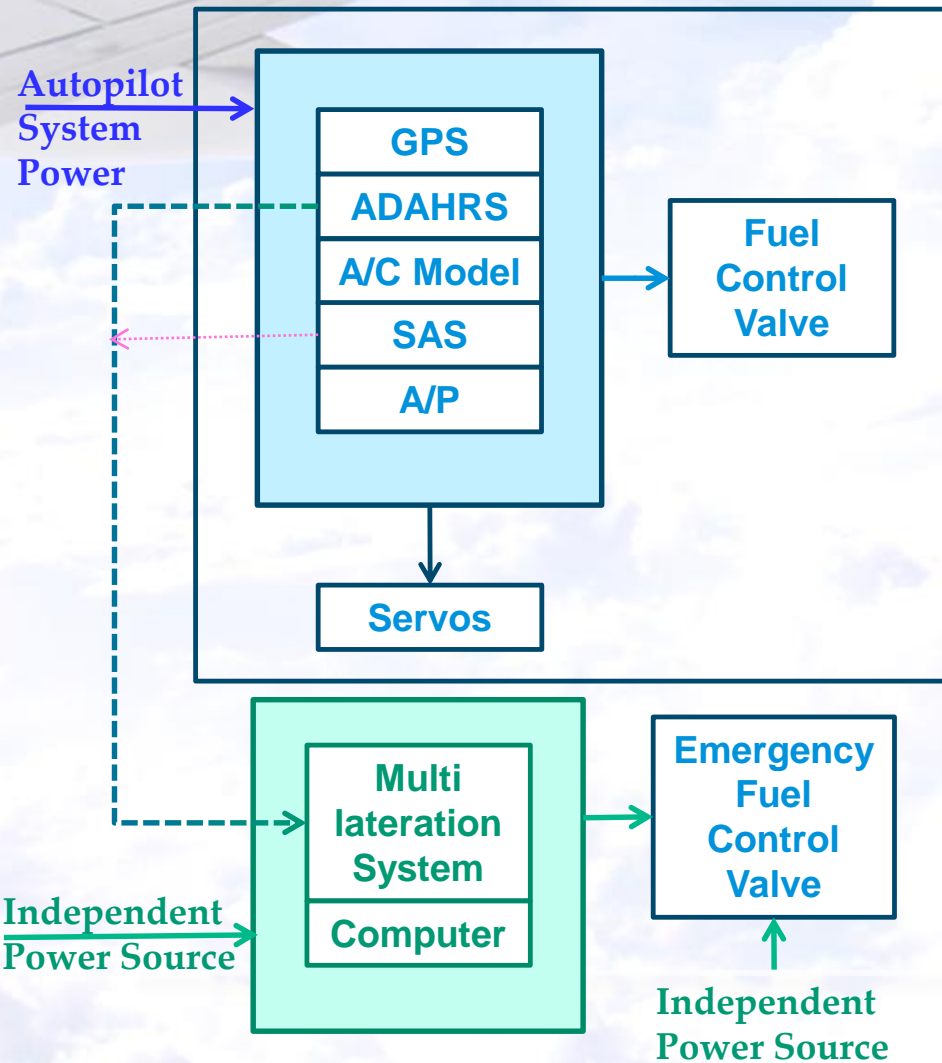 Autopilot
System
Power
GPS
ADAHRS
A/C Model
SAS
A/P
Fuel
Control
Valve
Servos
Multi
lateration
System
Computer
Emergency
Fuel
Control
Valve
Independent
Power Source
Independent
Power Source